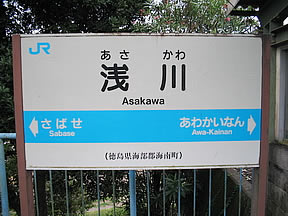 JR
あさ かわ
浅川
Asakawa
さばせ
Sabase
あわかいなん
Awa-Kainan
(徳島県海部郡海南町)